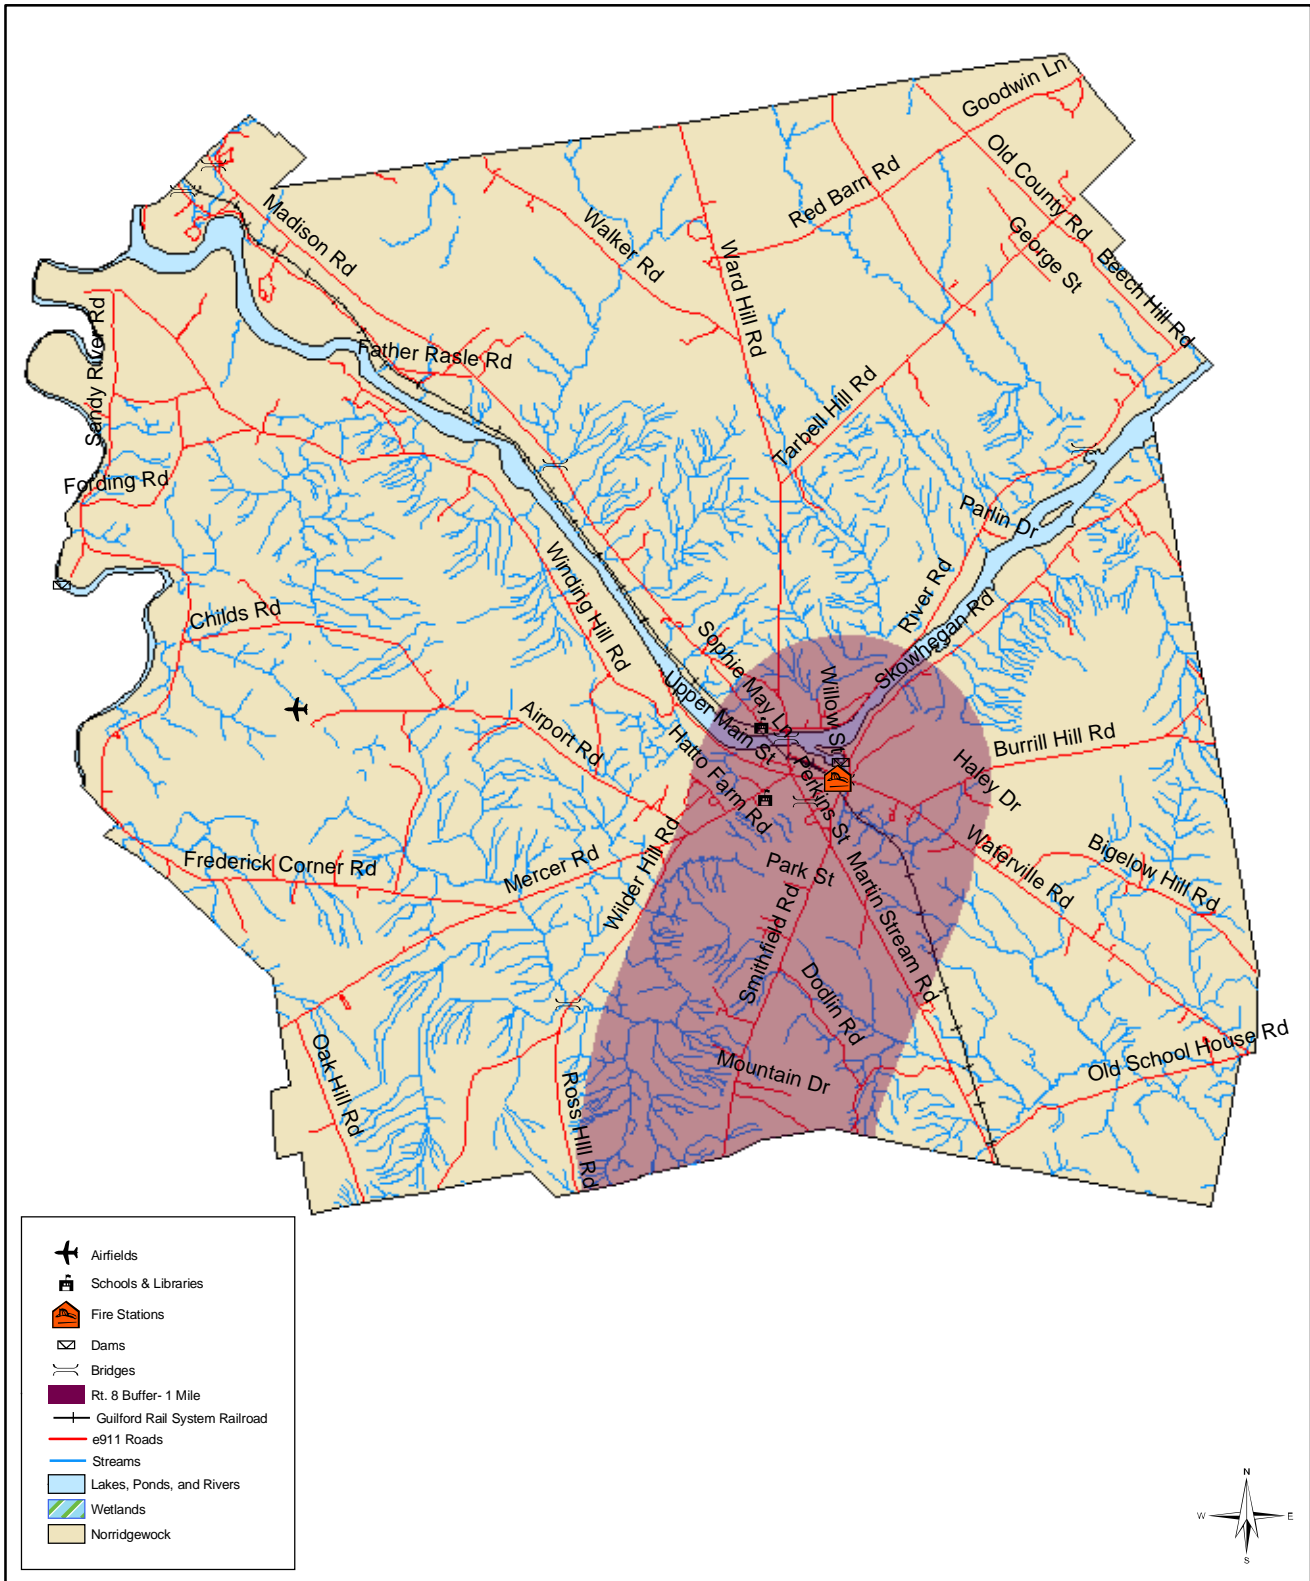 Goodwin Ln
Old County Rd
Red Barn Rd
Madison Rd
Walker Rd
George St
Beech Hill Rd
Ward Hill Rd
Sandy River Rd
Father Rasle Rd
Tarbell Hill Rd
Fording Rd
Parlin Dr
Winding Hill Rd
River Rd
Childs Rd
Skowhegan Rd
Sophie May Ln
Willow St
Upper Main St
Airport Rd
Hatto Farm Rd
Burrill Hill Rd
Haley Dr
Perkins St
Frederick Corner Rd
Mercer Rd
Wilder Hill Rd
Park St
Martin Stream Rd
Waterville Rd
Bigelow Hill Rd
Smithfield Rd
Dodlin Rd
Oak Hill Rd
Ross Hill Rd
Mountain Dr
Old School House Rd
Airfields
Schools & Libraries
Fire Stations
Dams
Bridges
Rt. 8 Buffer- 1 Mile
Guilford Rail System Railroad
e911 Roads
Streams
Lakes, Ponds, and Rivers
Wetlands
Norridgewock
N
W
E
S